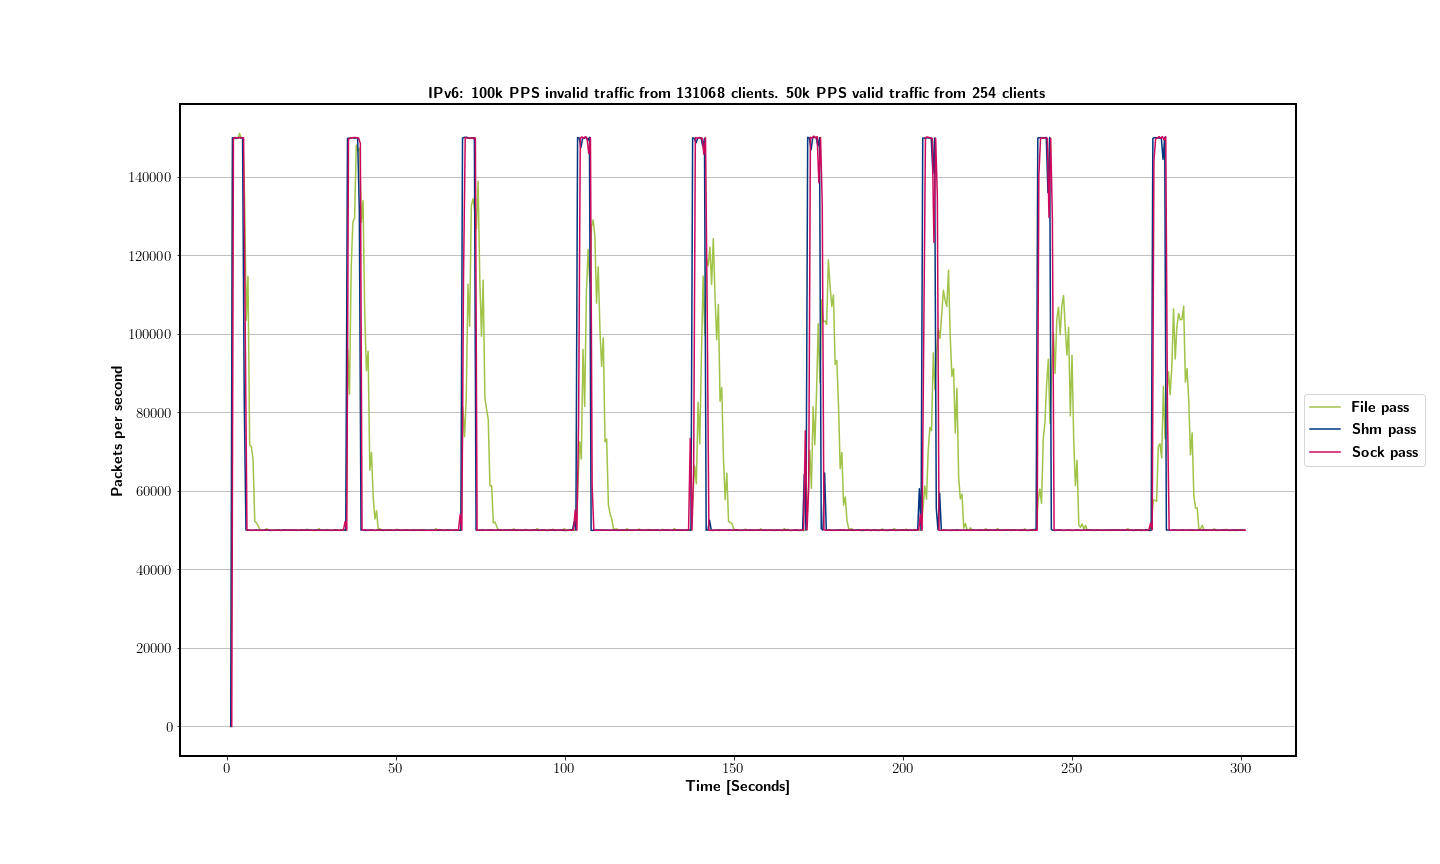 IPv6: 100k PPS invalid traffic from 131068 clients. 50k PPS valid traffic from 254 clients
Packets per second
140000
120000
100000
80000
60000
40000
20000
0
0 50 100 150 200 250 300
Time [Seconds]
File pass
Shm pass
Sock pass